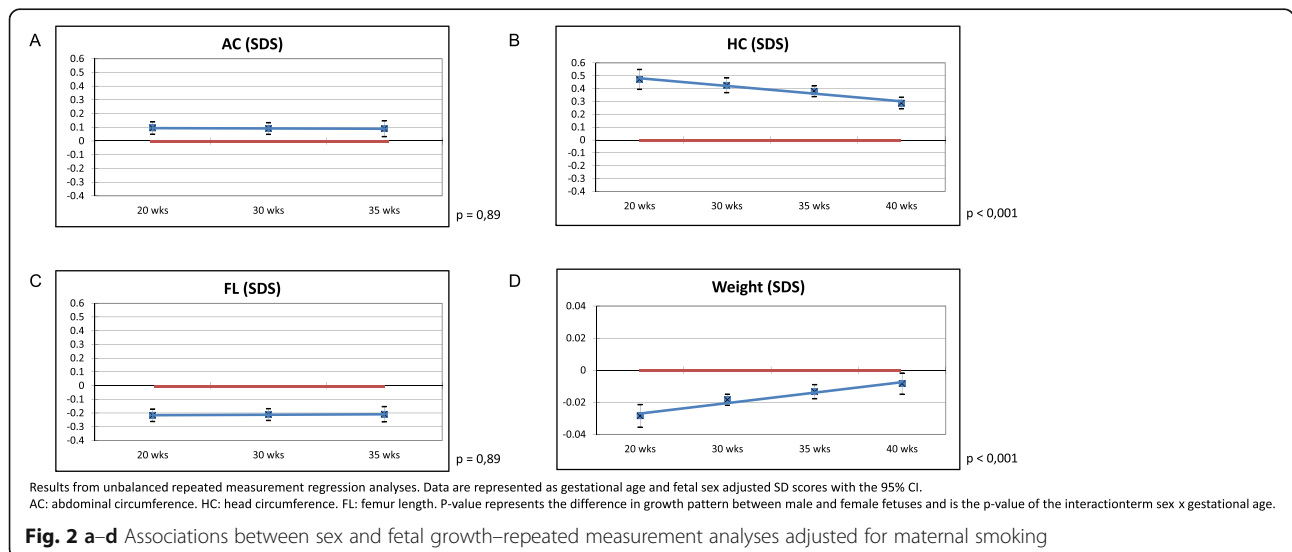 A
AC (SDS)
0.6
0.5
0.4
0.3
0.2
0.1
0
-0.1
-0.2
-0.3
-0.4
20 wks 30 wks 35 wks
p = 0,89
B
HC (SDS)
0.6
0.5
0.4
0.3
0.2
0.1
0
-0.1
-0.2
-0.3
-0.4
20 wks 30 wks 35 wks 40 wks
p < 0,001
C
FL (SDS)
0.6
0.5
0.4
0.3
0.2
0.1
0
-0.1
-0.2
-0.3
-0.4
20 wks 30 wks 35 wks
p = 0,89
D
Weight (SDS)
0.04
0.02
0
-0.02
-0.04
20 wks 30 wks 35 wks 40 wks
p < 0,001
Results from unbalanced repeated measurement regression analyses. Data are represented as gestational age and fetal sex adjusted SD scores with the 95% CI.
AC: abdominal circumference. HC: head circumference. FL: femur length. P-value represents the difference in growth pattern between male and female fetuses and is the p-value of the interactionterm sex x gestational age.
Fig. 2 a–d Associations between sex and fetal growth–repeated measurement analyses adjusted for maternal smoking